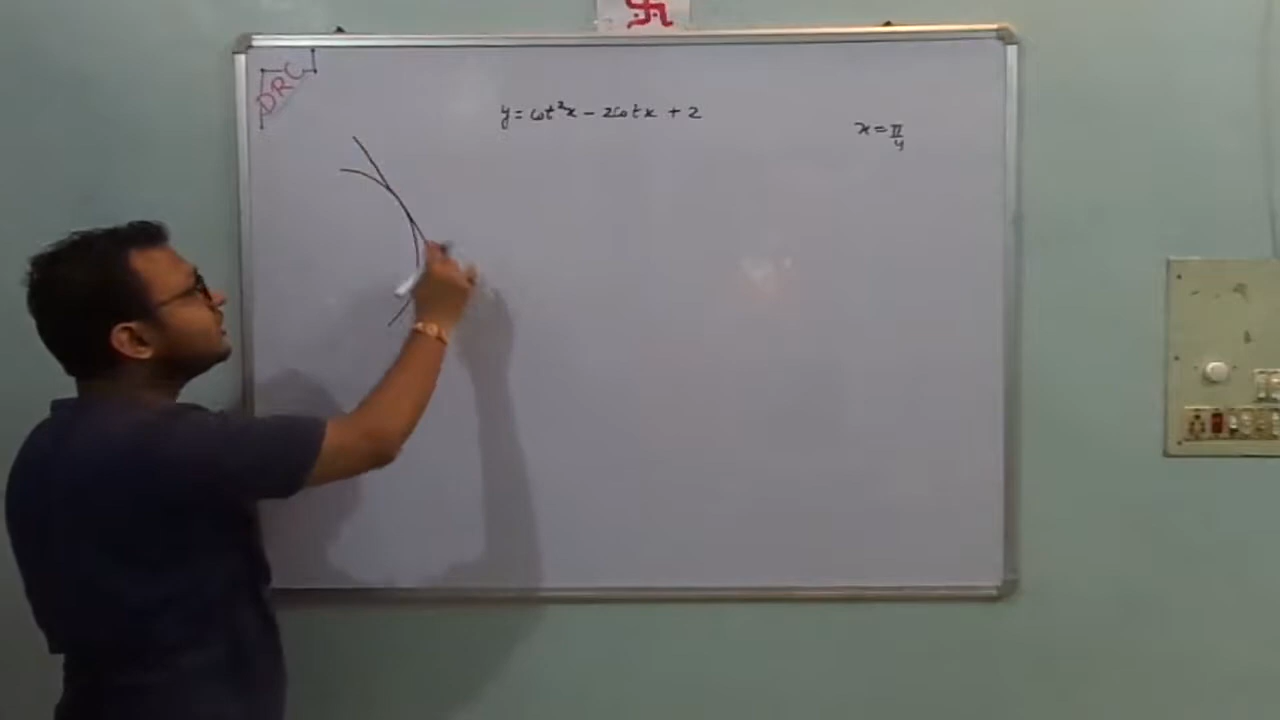 DRC
y = cot²x - 2cotx + 2
x = π/4